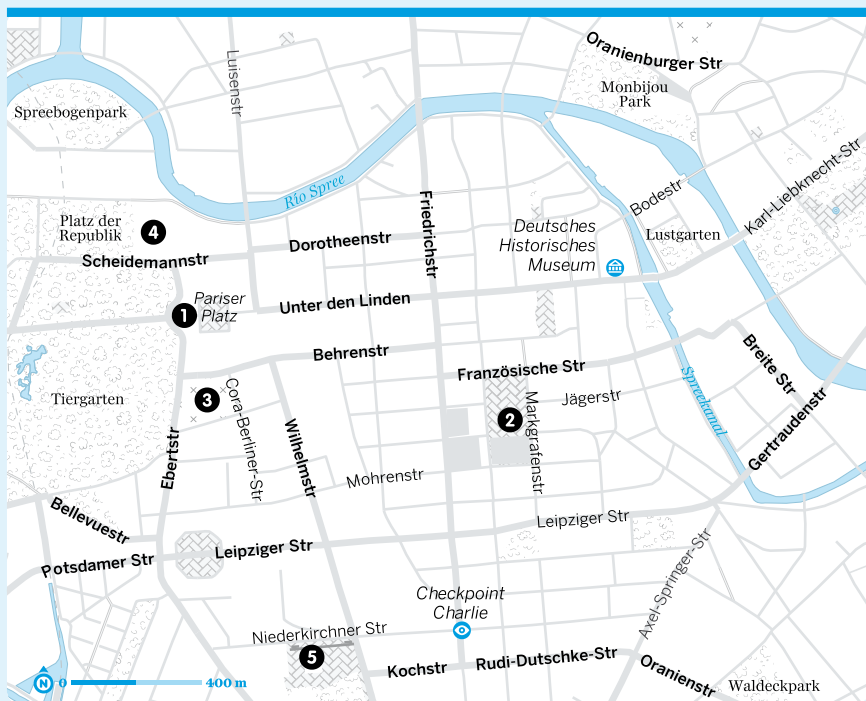 Oranienburger Str
Luisenstr
Monbijou
Park
Spreebogenpark
Karl-Liebknecht-Str
Río Spree
Bodestr
Friedrichstr
Platz der
Republik
4
Deutsches
Historisches
Museum
Lustgarten
Dorotheenstr
Scheidemannstr
Pariser
Platz
1
Unter den Linden
Behrenstr
Französische Str
Breite Str
Tiergarten
3
Cora-Berliner-Str
Jägerstr
Markgrafenstr
2
Spreekanal
Gertraudenstr
Ebertstr
Wilhelmstr
Mohrenstr
Bellevuestr
Leipziger Str
Leipziger Str
Potsdamer Str
Axel-Springer-Str
Checkpoint
Charlie
Niederkirchner Str
5
Kochstr
Rudi-Dutschke-Str
Oranienstr
Waldeckpark
N
0
400 m